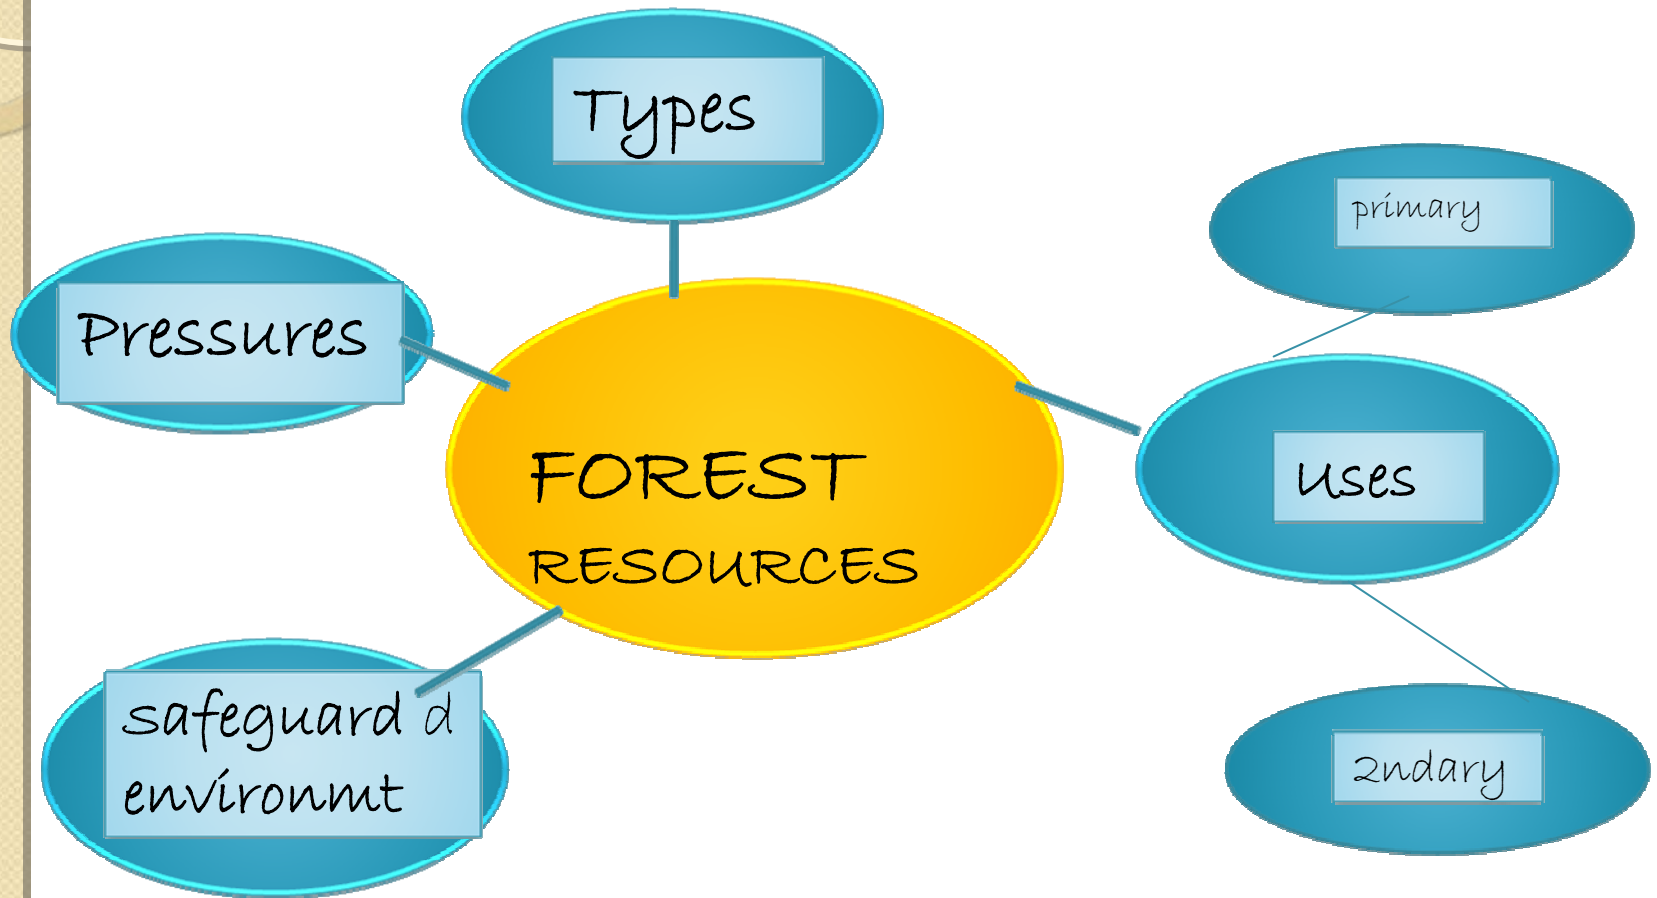 Types
primary
Pressures
FOREST
RESOURCES
Uses
safeguard d
environmt
2ndary